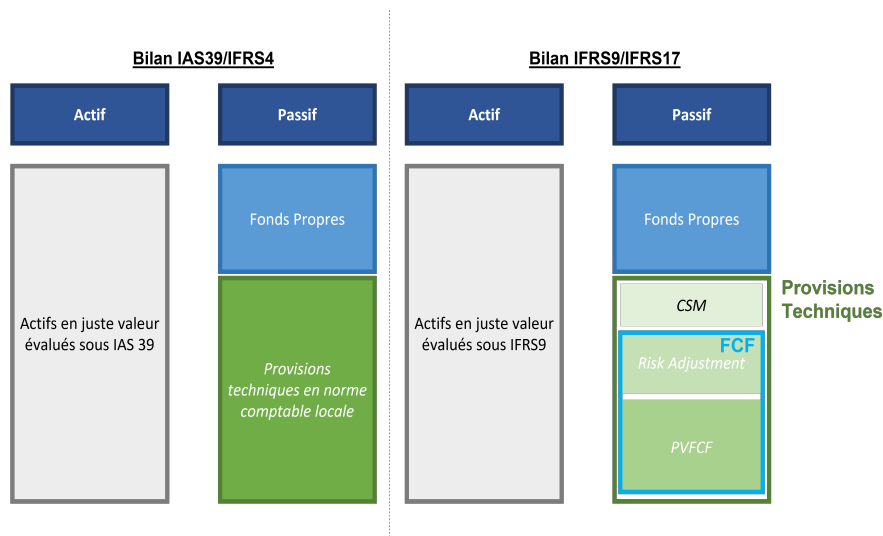 Bilan IAS39/IFRS4
Actif
Passif
Fonds Propres
Actifs en juste valeur
évalués sous IAS 39
Provisions
techniques en norme
comptable locale
Bilan IFRS9/IFRS17
Actif
Passif
Fonds Propres
Actifs en juste valeur
évalués sous IFRS9
Provisions
Techniques
CSM
FCF
Risk Adjustment
PVFCF